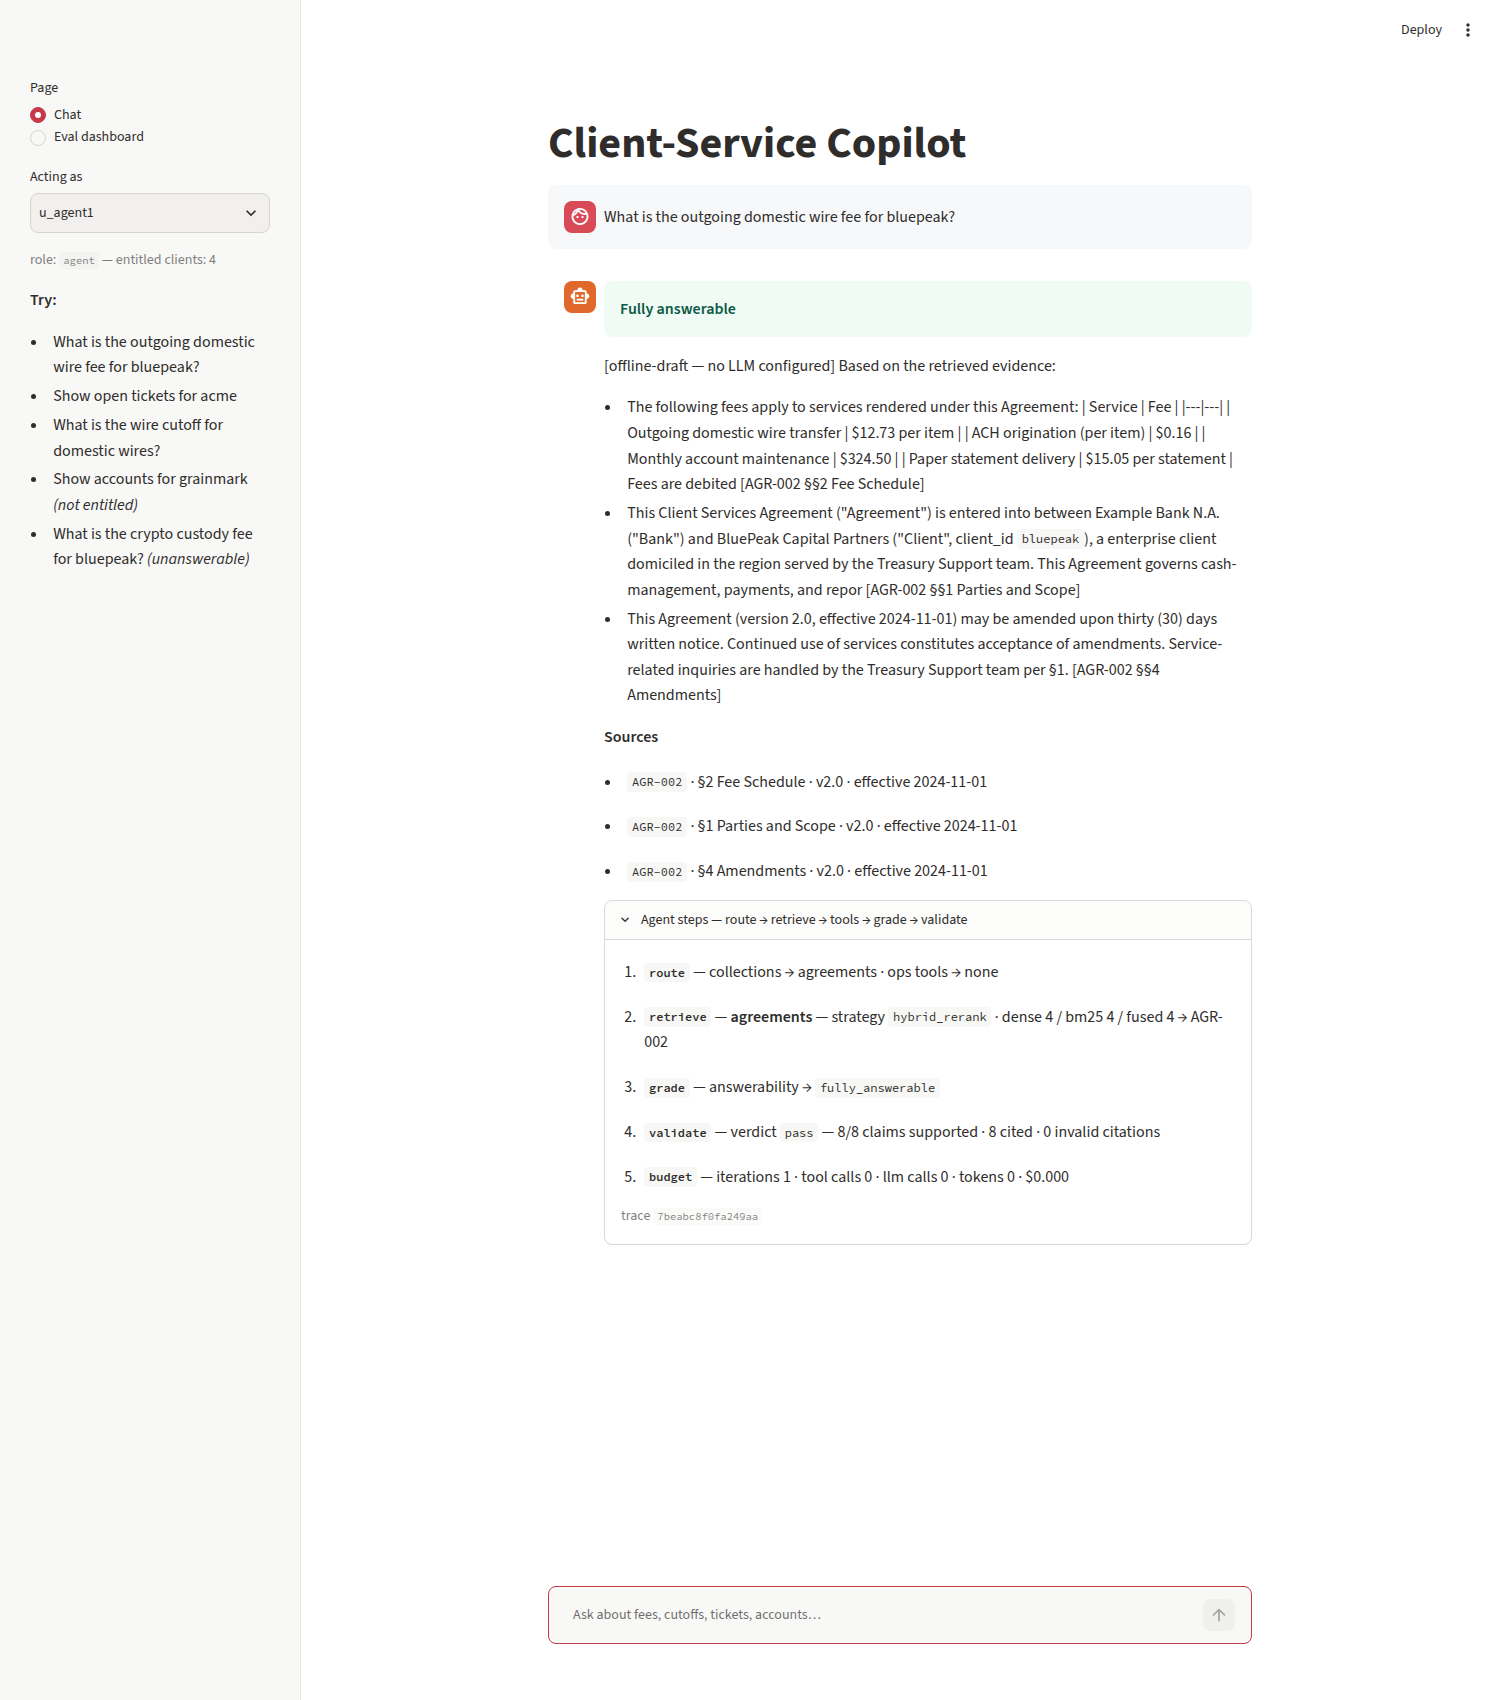 Deploy
Page
Chat
Eval dashboard
Acting as
u_agent1
role: agent — entitled clients: 4
Try:
• What is the outgoing domestic
wire fee for bluepeak?
• Show open tickets for acme
• What is the wire cutoff for
domestic wires?
• Show accounts for grainmark
(not entitled)
• What is the crypto custody fee
for bluepeak? (unanswerable)
Client-Service Copilot
What is the outgoing domestic wire fee for bluepeak?
Fully answerable
[offline-draft — no LLM configured] Based on the retrieved evidence:
• The following fees apply to services rendered under this Agreement: | Service | Fee | |---|---| |
Outgoing domestic wire transfer | $12.73 per item | | ACH origination (per item) | $0.16 | |
Monthly account maintenance | $324.50 | | Paper statement delivery | $15.05 per statement |
Fees are debited [AGR-002 §§2 Fee Schedule]
• This Client Services Agreement ("Agreement") is entered into between Example Bank N.A.
("Bank") and BluePeak Capital Partners ("Client", client_id bluepeak ), a enterprise client
domiciled in the region served by the Treasury Support team. This Agreement governs cash-
management, payments, and repor [AGR-002 §§1 Parties and Scope]
• This Agreement (version 2.0, effective 2024-11-01) may be amended upon thirty (30) days
written notice. Continued use of services constitutes acceptance of amendments. Service-
related inquiries are handled by the Treasury Support team per §1. [AGR-002 §§4
Amendments]
Sources
• AGR-002 · §2 Fee Schedule · v2.0 · effective 2024-11-01
• AGR-002 · §1 Parties and Scope · v2.0 · effective 2024-11-01
• AGR-002 · §4 Amendments · v2.0 · effective 2024-11-01
Agent steps — route → retrieve → tools → grade → validate
1. route — collections → agreements · ops tools → none
2. retrieve — agreements — strategy hybrid_rerank · dense 4 / bm25 4 / fused 4 → AGR-
002
3. grade — answerability → fully_answerable
4. validate — verdict pass — 8/8 claims supported · 8 cited · 0 invalid citations
5. budget — iterations 1 · tool calls 0 · llm calls 0 · tokens 0 · $0.000
trace 7beabc8f0fa249aa
Ask about fees, cutoffs, tickets, accounts…